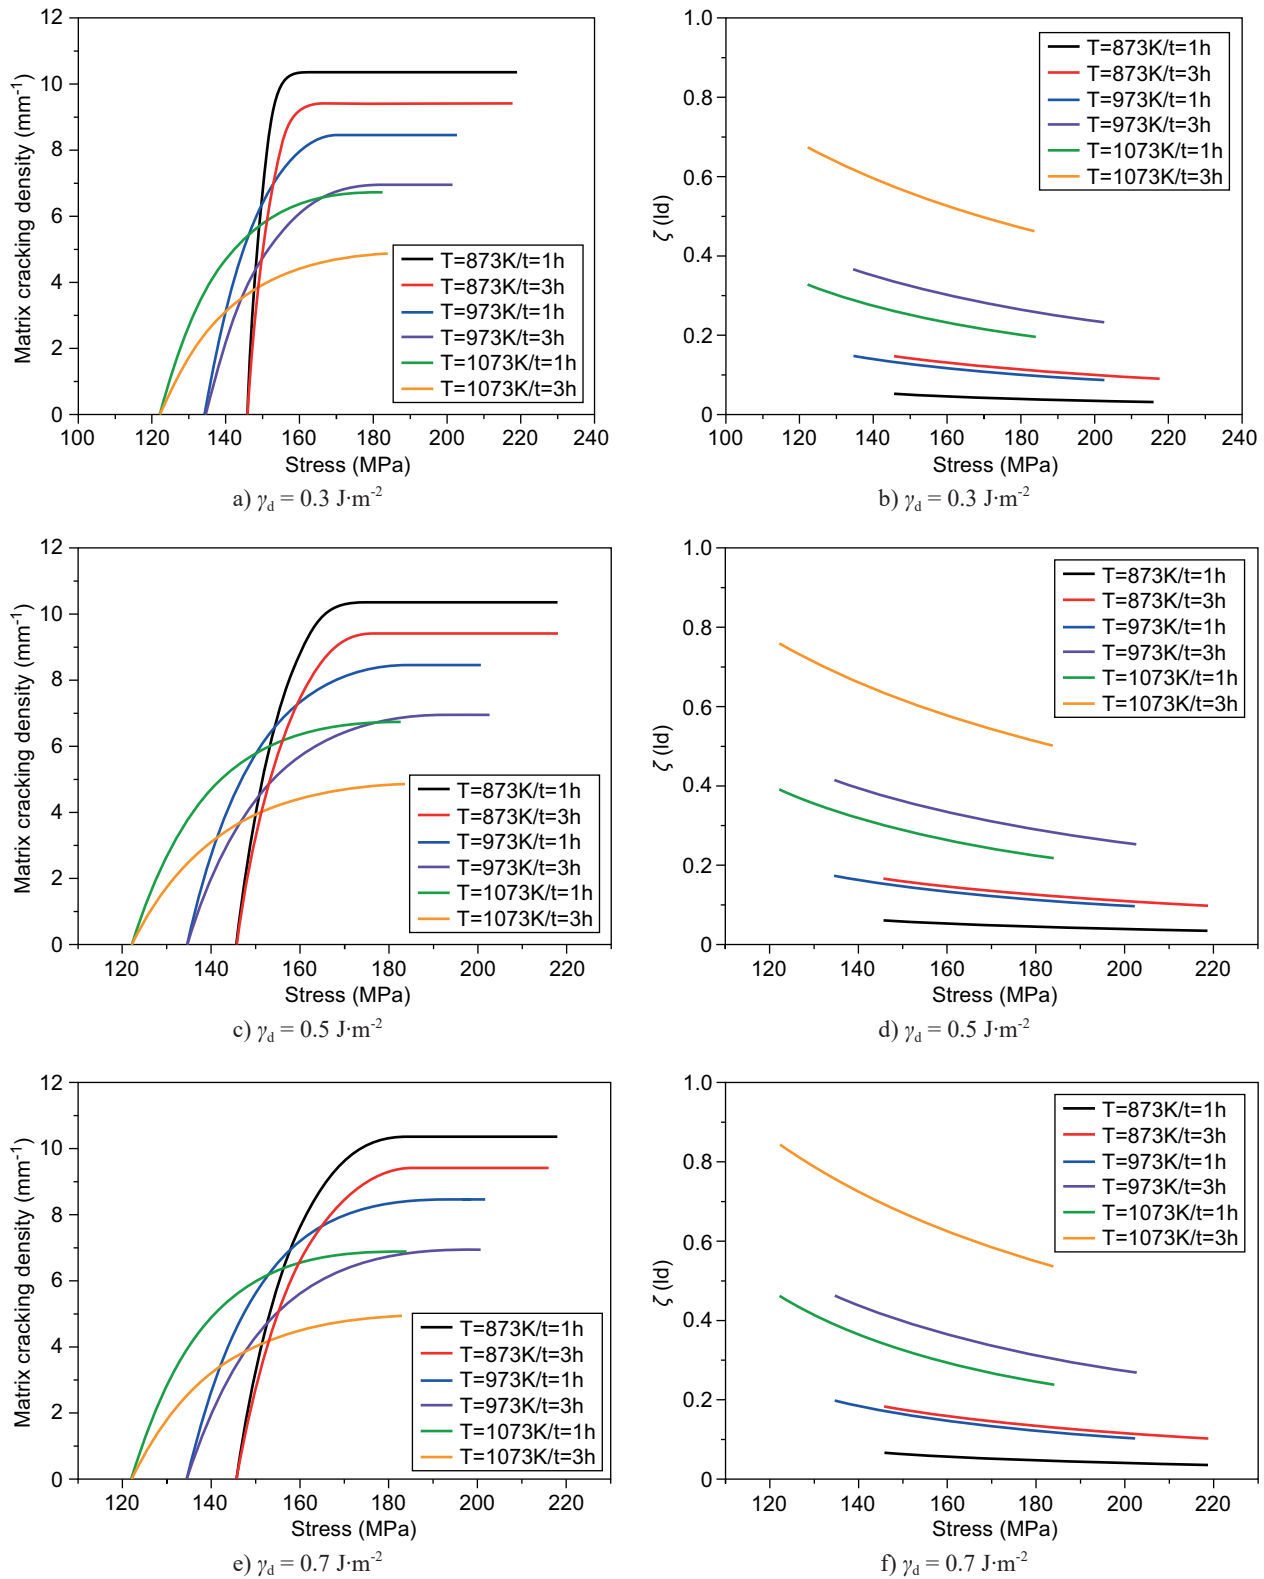 12
10
8
6
4
2
0
Matrix cracking density (mm⁻¹)
T=873K/t=1h
T=873K/t=3h
T=973K/t=1h
T=973K/t=3h
T=1073K/t=1h
T=1073K/t=3h
100 120 140 160 180 200 220 240
Stress (MPa)
a) γd = 0.3 J·m⁻²
1.0
0.8
0.6
0.4
0.2
0
ζ (ld)
T=873K/t=1h
T=873K/t=3h
T=973K/t=1h
T=973K/t=3h
T=1073K/t=1h
T=1073K/t=3h
100 120 140 160 180 200 220 240
Stress (MPa)
b) γd = 0.3 J·m⁻²
12
10
8
6
4
2
0
Matrix cracking density (mm⁻¹)
T=873K/t=1h
T=873K/t=3h
T=973K/t=1h
T=973K/t=3h
T=1073K/t=1h
T=1073K/t=3h
120 140 160 180 200 220
Stress (MPa)
c) γd = 0.5 J·m⁻²
1.0
0.8
0.6
0.4
0.2
0
ζ (ld)
T=873K/t=1h
T=873K/t=3h
T=973K/t=1h
T=973K/t=3h
T=1073K/t=1h
T=1073K/t=3h
120 140 160 180 200 220
Stress (MPa)
d) γd = 0.5 J·m⁻²
12
10
8
6
4
2
0
Matrix cracking density (mm⁻¹)
T=873K/t=1h
T=873K/t=3h
T=973K/t=1h
T=973K/t=3h
T=1073K/t=1h
T=1073K/t=3h
120 140 160 180 200 220
Stress (MPa)
e) γd = 0.7 J·m⁻²
1.0
0.8
0.6
0.4
0.2
0
ζ (ld)
T=873K/t=1h
T=873K/t=3h
T=973K/t=1h
T=973K/t=3h
T=1073K/t=1h
T=1073K/t=3h
120 140 160 180 200 220
Stress (MPa)
f) γd = 0.7 J·m⁻²